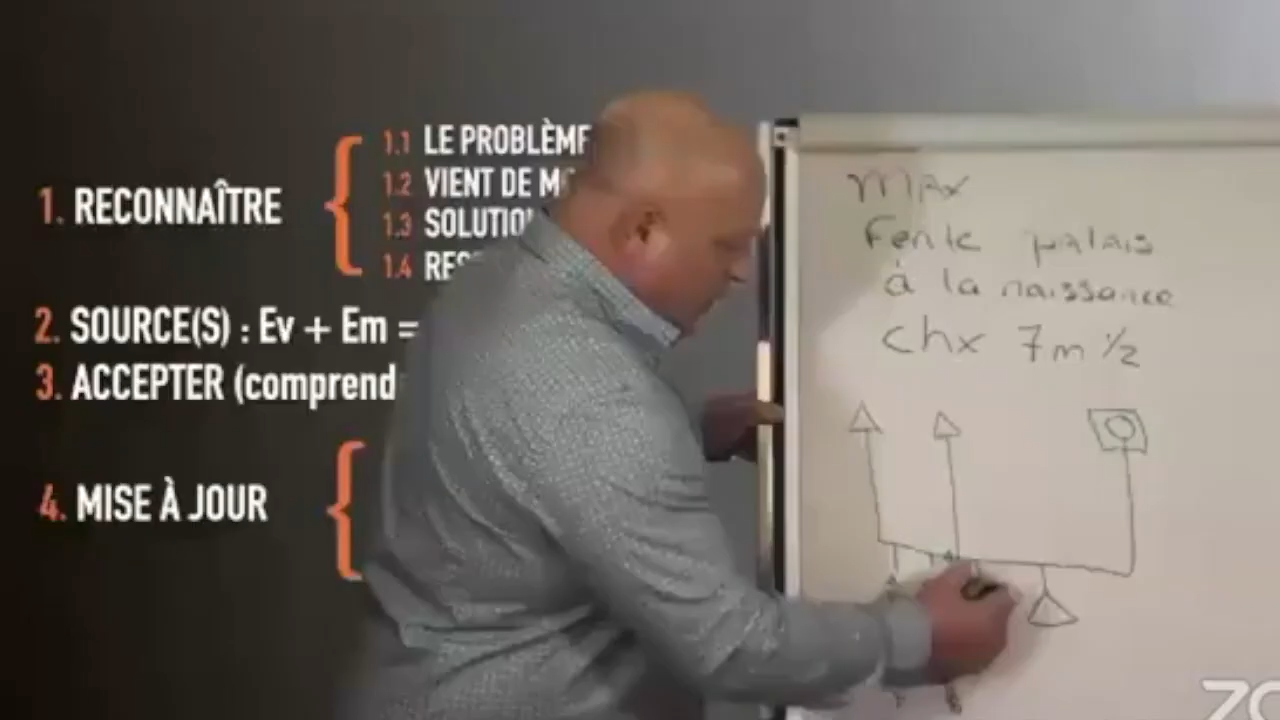 1. RECONNAÎTRE
1.1 LE PROBLÈME
1.2 VIENT DE
1.3
1.4
2. SOURCE(S) : Ev + Em =
3. ACCEPTER (comprend
4. MISE À JOUR
MAX
Fente palais
à la naissance
chx 7m 1/2